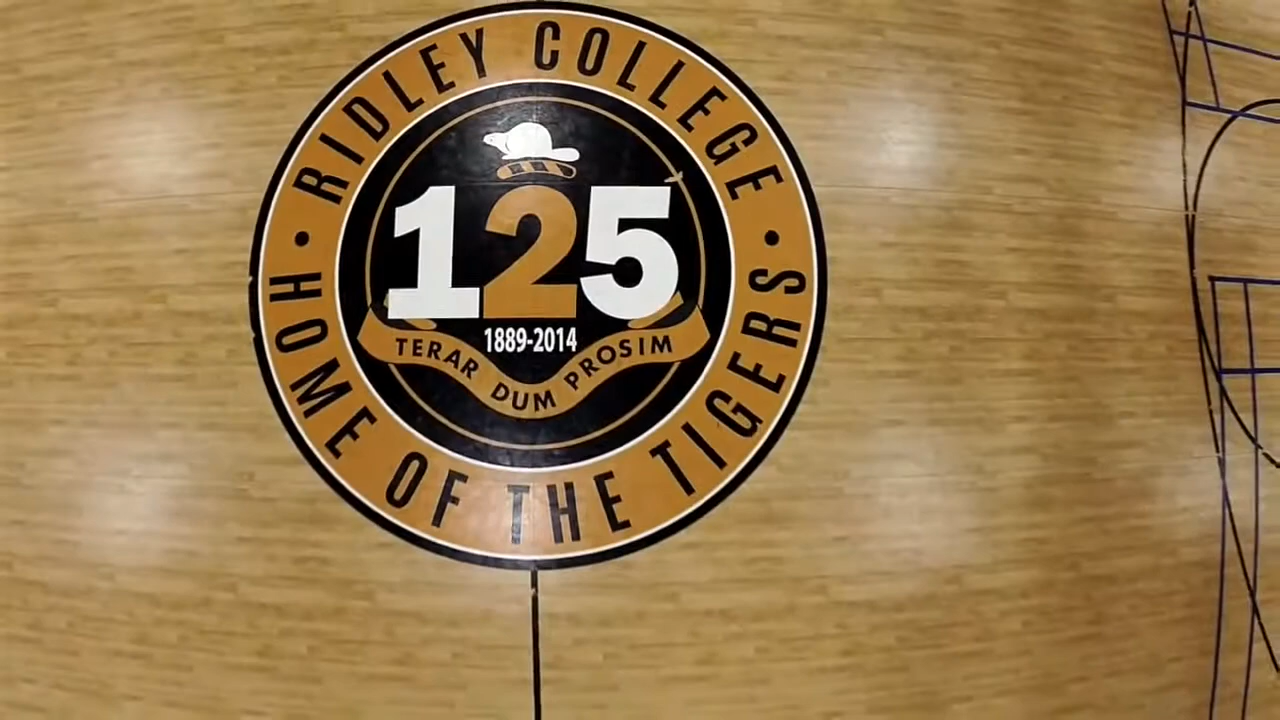 RIDLEY COLLEGE
125
1889-2014
TERAR DUM PROSIM
HOME OF THE TIGERS